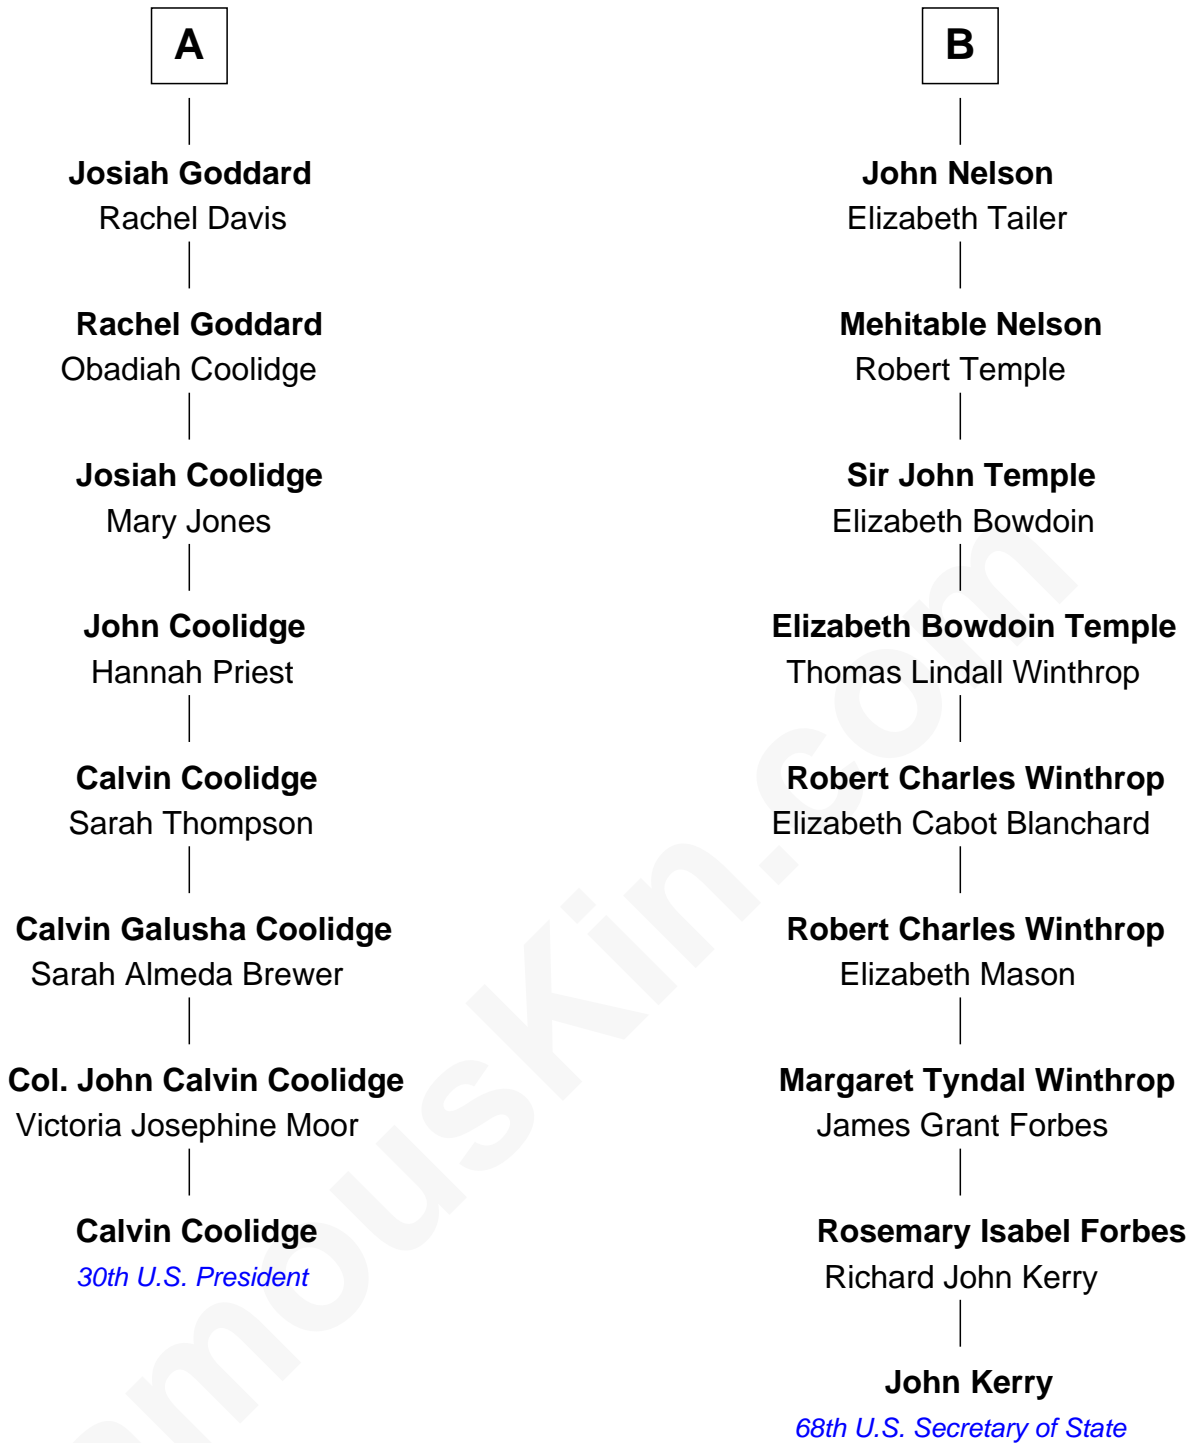 A
Josiah Goddard
Rachel Davis
Rachel Goddard
Obadiah Coolidge
Josiah Coolidge
Mary Jones
John Coolidge
Hannah Priest
Calvin Coolidge
Sarah Thompson
Calvin Galusha Coolidge
Sarah Almeda Brewer
Col. John Calvin Coolidge
Victoria Josephine Moor
Calvin Coolidge
30th U.S. President
B
John Nelson
Elizabeth Tailer
Mehitable Nelson
Robert Temple
Sir John Temple
Elizabeth Bowdoin
Elizabeth Bowdoin Temple
Thomas Lindall Winthrop
Robert Charles Winthrop
Elizabeth Cabot Blanchard
Robert Charles Winthrop
Elizabeth Mason
Margaret Tyndal Winthrop
James Grant Forbes
Rosemary Isabel Forbes
Richard John Kerry
John Kerry
68th U.S. Secretary of State
amousKin.com